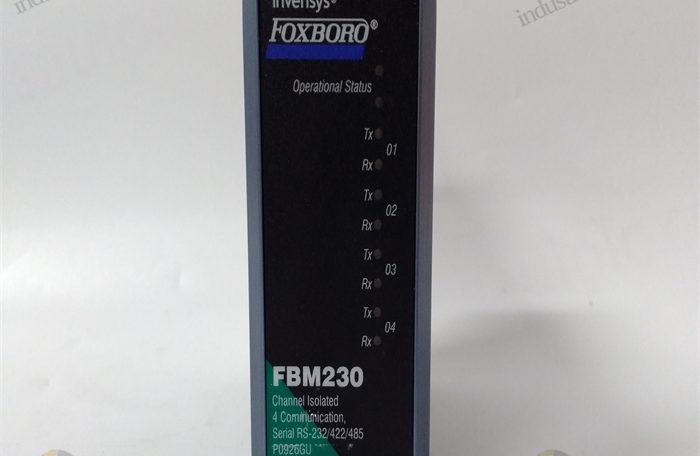 Invensys®
FOXBORO®
Operational Status
Tx
01
Rx
Tx
02
Rx
Tx
03
Rx
Tx
04
Rx
FBM230
Channel Isolated
4 Communication,
Serial RS-232/422/485
P0926GU